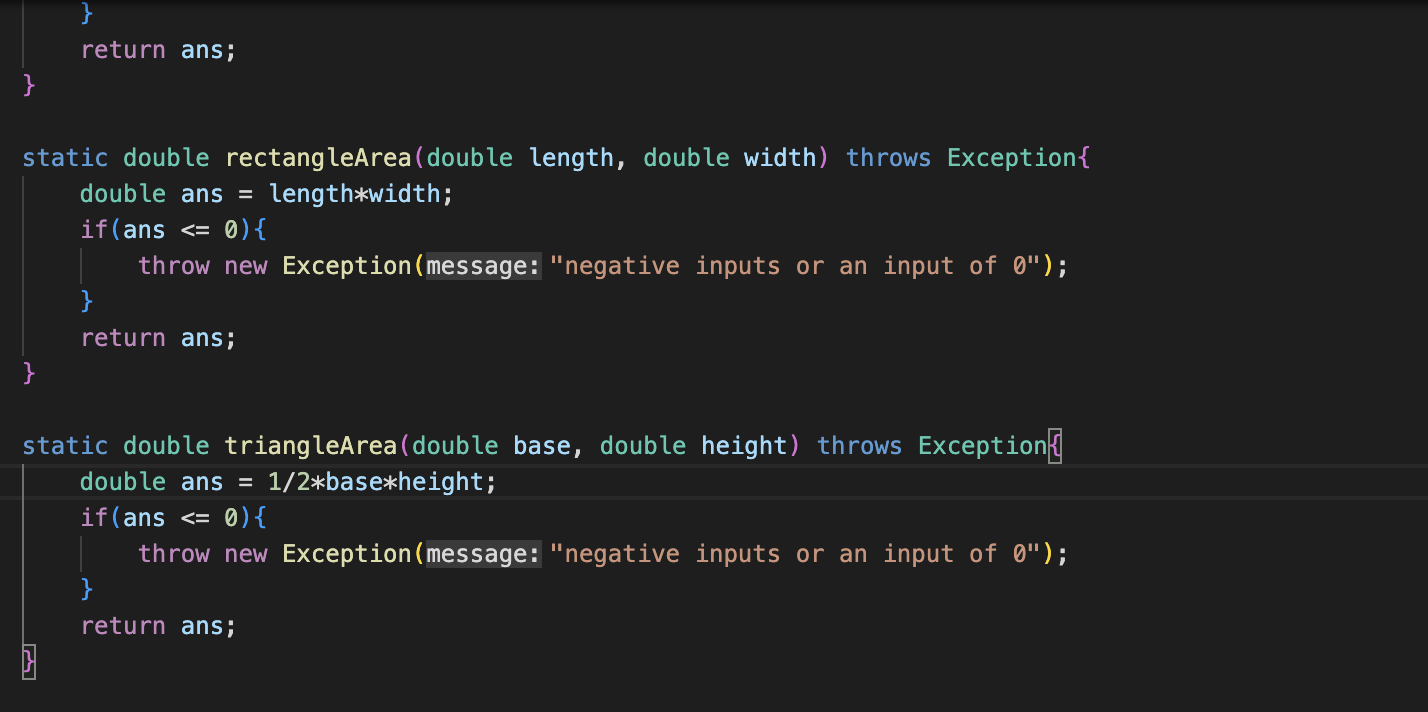 }
return ans;
}
static double rectangleArea(double length, double width) throws Exception{
double ans = length*width;
if(ans <= 0){
throw new Exception(message: "negative inputs or an input of 0");
}
return ans;
}
static double triangleArea(double base, double height) throws Exception{
double ans = 1/2*base*height;
if(ans <= 0){
throw new Exception(message: "negative inputs or an input of 0");
}
return ans;
}